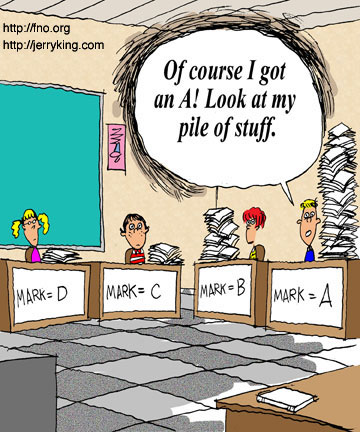 http://fno.org
http://jerryking.com
Of course I got
an A! Look at my
pile of stuff.
MARK = D
MARK = C
MARK = B
MARK = A